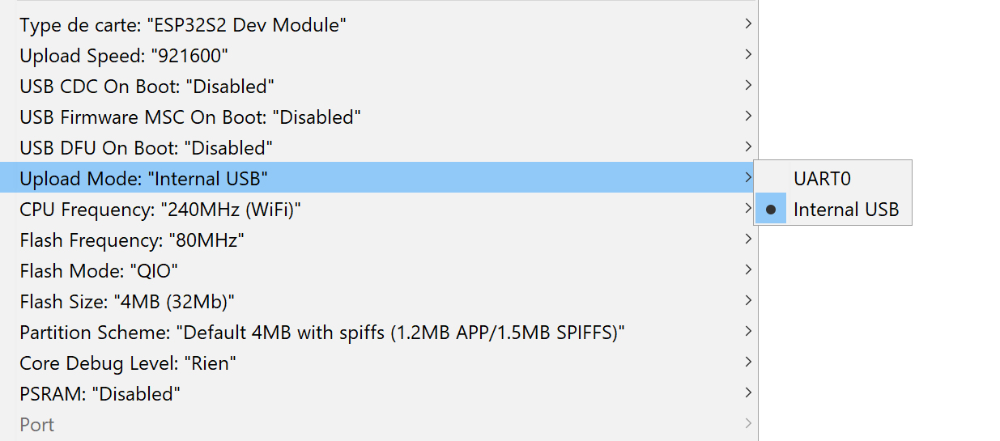 Type de carte: "ESP32S2 Dev Module"
Upload Speed: "921600"
USB CDC On Boot: "Disabled"
USB Firmware MSC On Boot: "Disabled"
USB DFU On Boot: "Disabled"
Upload Mode: "Internal USB"
UART0
Internal USB
CPU Frequency: "240MHz (WiFi)"
Flash Frequency: "80MHz"
Flash Mode: "QIO"
Flash Size: "4MB (32Mb)"
Partition Scheme: "Default 4MB with spiffs (1.2MB APP/1.5MB SPIFFS)"
Core Debug Level: "Rien"
PSRAM: "Disabled"
Port